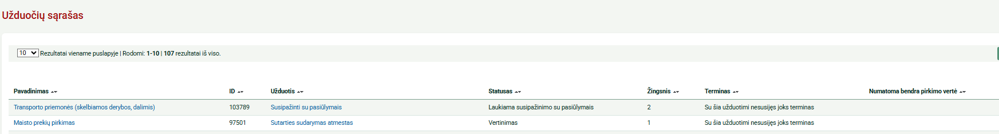 Užduočių sąrašas
10 Rezultatai viename puslapyje | Rodomi: 1-10 | 107 rezultatai iš viso.
Pavadinimas ID Užduotis Statusas Žingsnis Terminas Numatoma bendra pirkimo vertė
Transporto priemonės (skelbiamos derybos, dalimis) 103789 Susipažinti su pasiūlymais Laukiama susipažinimo su pasiūlymais 2 Su šia užduotimi nesusijęs joks terminas
Maisto prekių pirkimas 97501 Sutarties sudarymas atmestas Vertinimas 1 Su šia užduotimi nesusijęs joks terminas